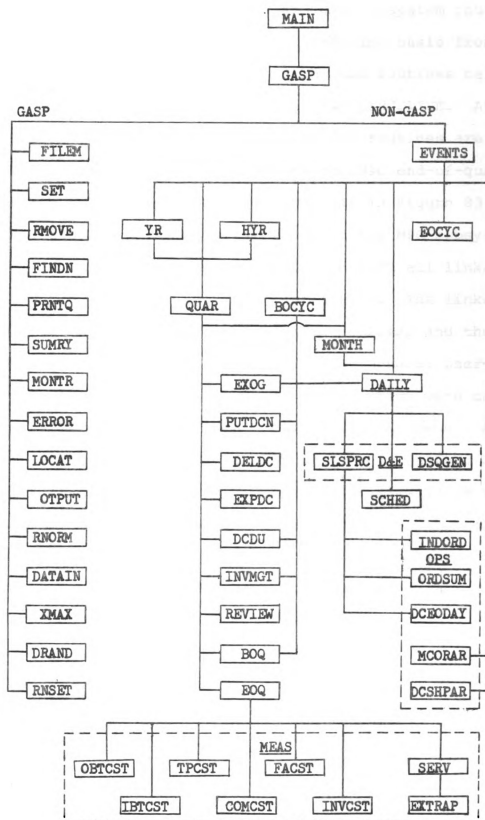 MAIN
GASP
GASP
NON-GASP
FILEM
EVENTS
SET
RMOVE
YR
HYR
EOCYC
FINDN
PRNTQ
QUAR
BOCYC
SUMRY
MONTH
MONTR
EXOG
DAILY
ERROR
PUTDCN
LOCAT
DELDC
SLSPRC
D&E
DSQGEN
OTPUT
EXPDC
SCHED
RNORM
DCDU
INDORD
OPS
DATAIN
INVMGT
ORDSUM
XMAX
REVIEW
DCEODAY
DRAND
BOQ
MCORAR
RNSET
EOQ
DCSHPAR
MEAS
OBTCST
TPCST
FACST
SERV
IBTCST
COMCST
INVCST
EXTRAP